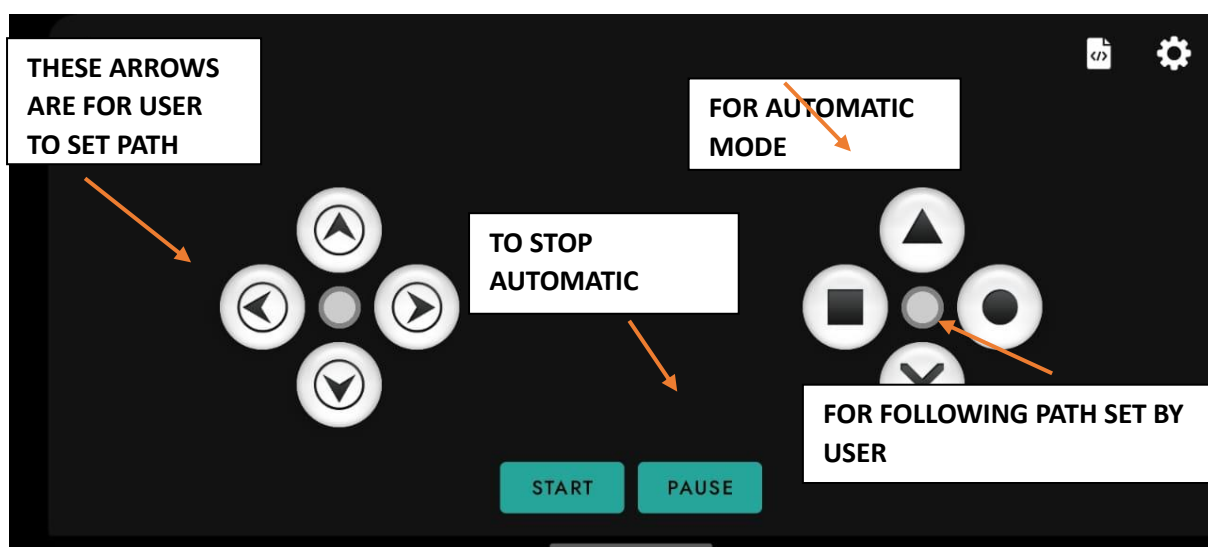 THESE ARROWS
ARE FOR USER
TO SET PATH
</>
FOR AUTOMATIC
MODE
TO STOP
AUTOMATIC
FOR FOLLOWING PATH SET BY
USER
START
PAUSE